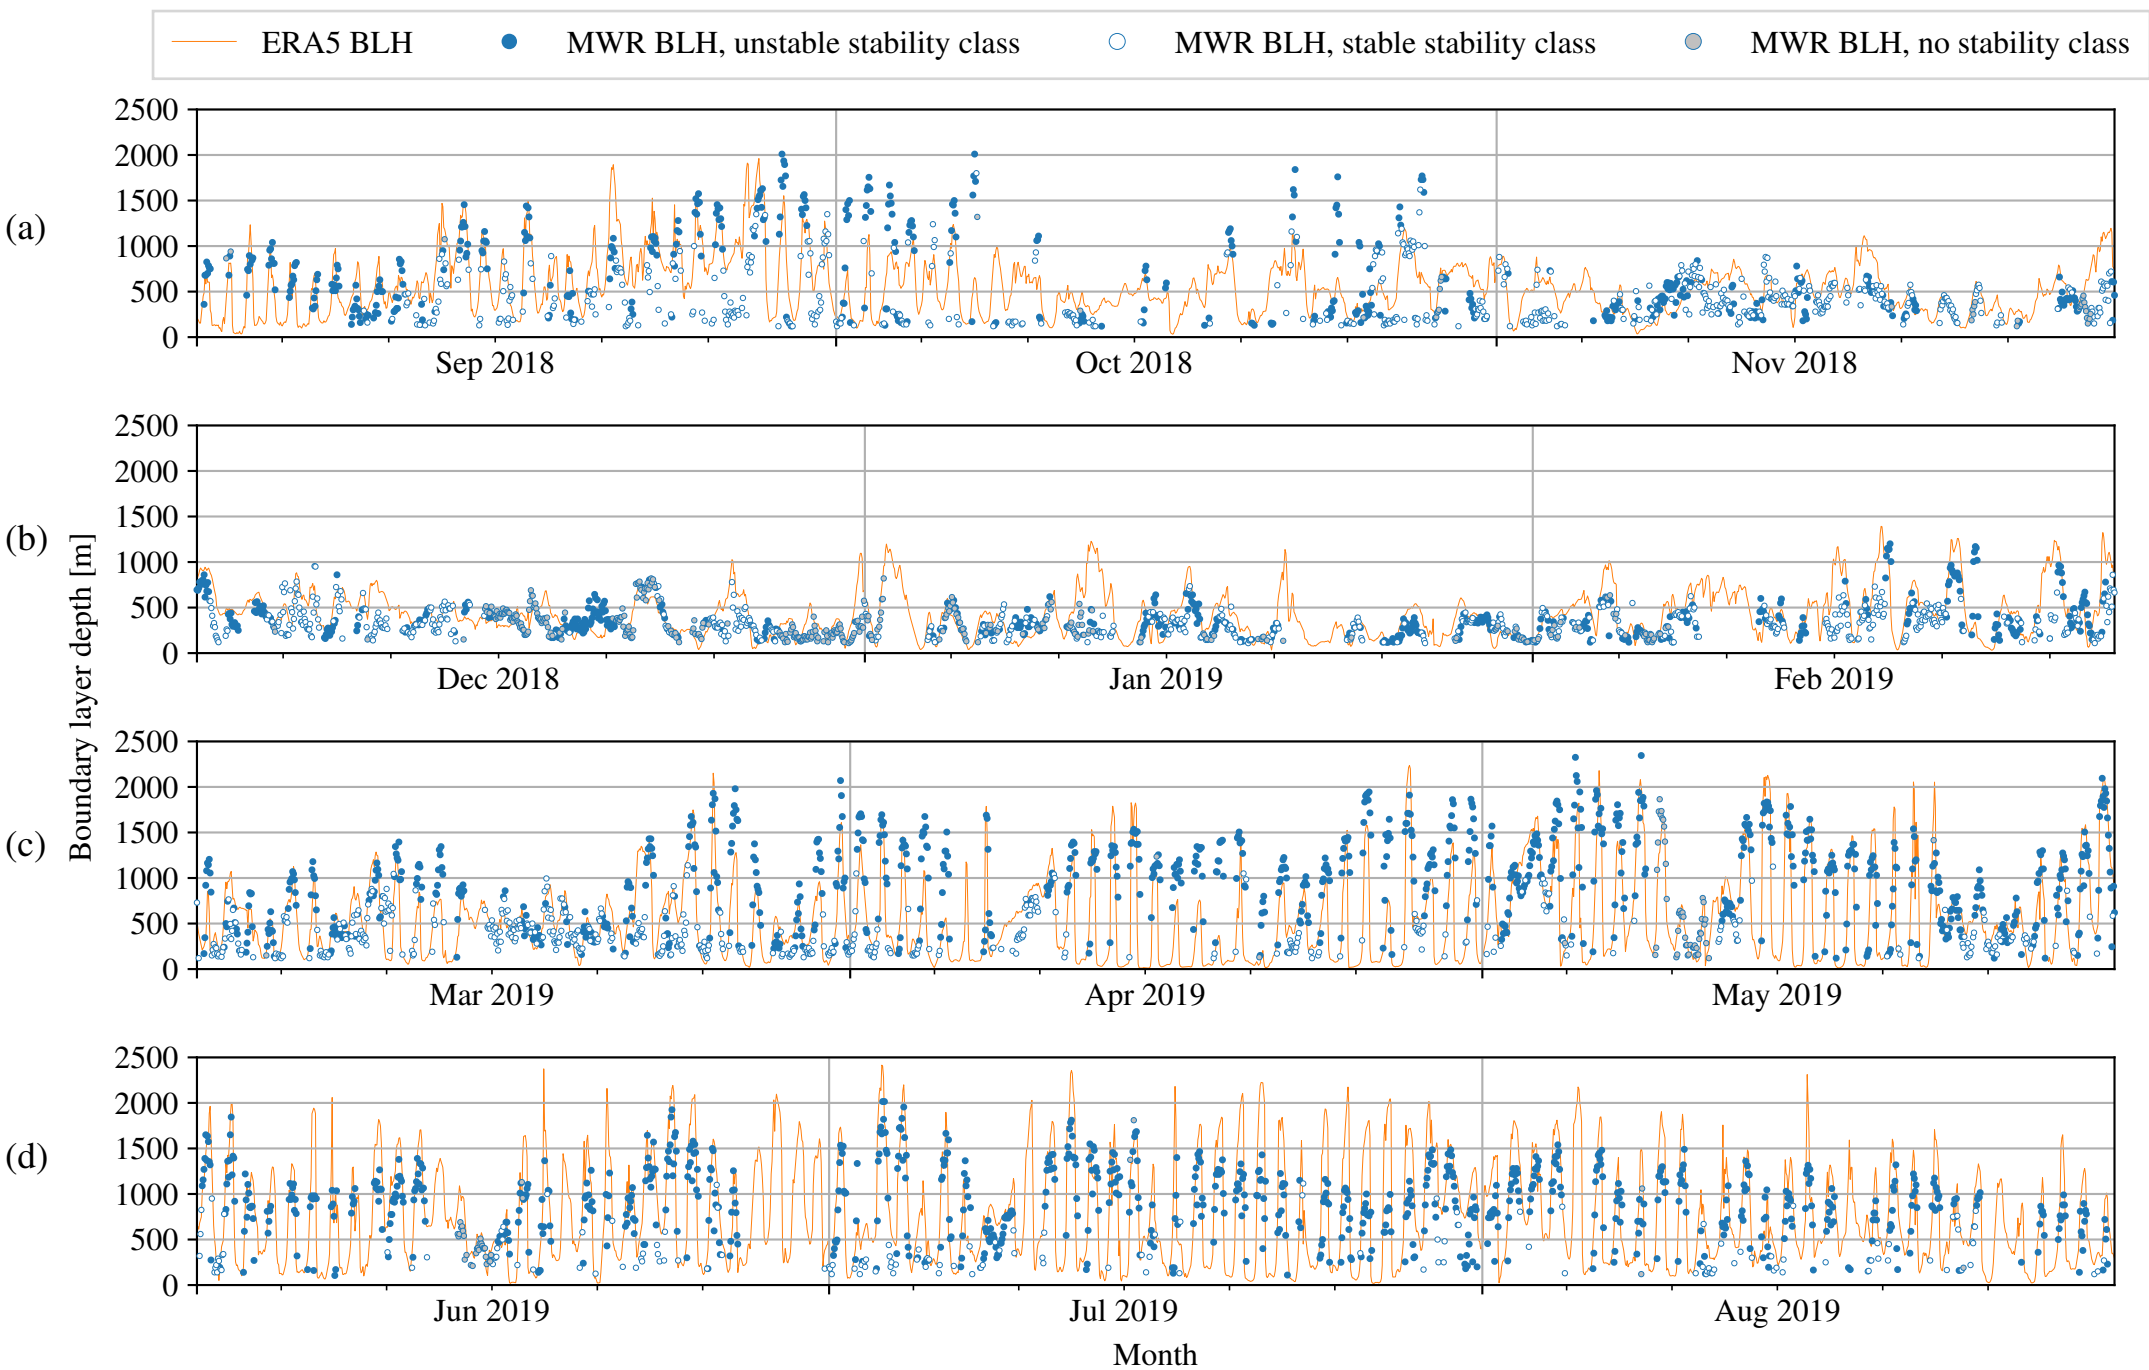 ERA5 BLH MWR BLH, unstable stability class MWR BLH, stable stability class MWR BLH, no stability class
(a)
2500
2000
1500
1000
500
0
Sep 2018 Oct 2018 Nov 2018
(b)
2500
2000
1500
1000
500
0
Dec 2018 Jan 2019 Feb 2019
Boundary layer depth [m]
(c)
2500
2000
1500
1000
500
0
Mar 2019 Apr 2019 May 2019
(d)
2500
2000
1500
1000
500
0
Jun 2019 Jul 2019 Aug 2019
Month